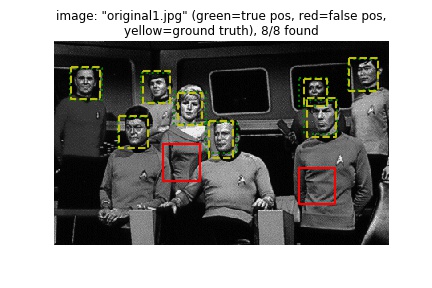 image: "original1.jpg" (green=true pos, red=false pos,
yellow=ground truth), 8/8 found